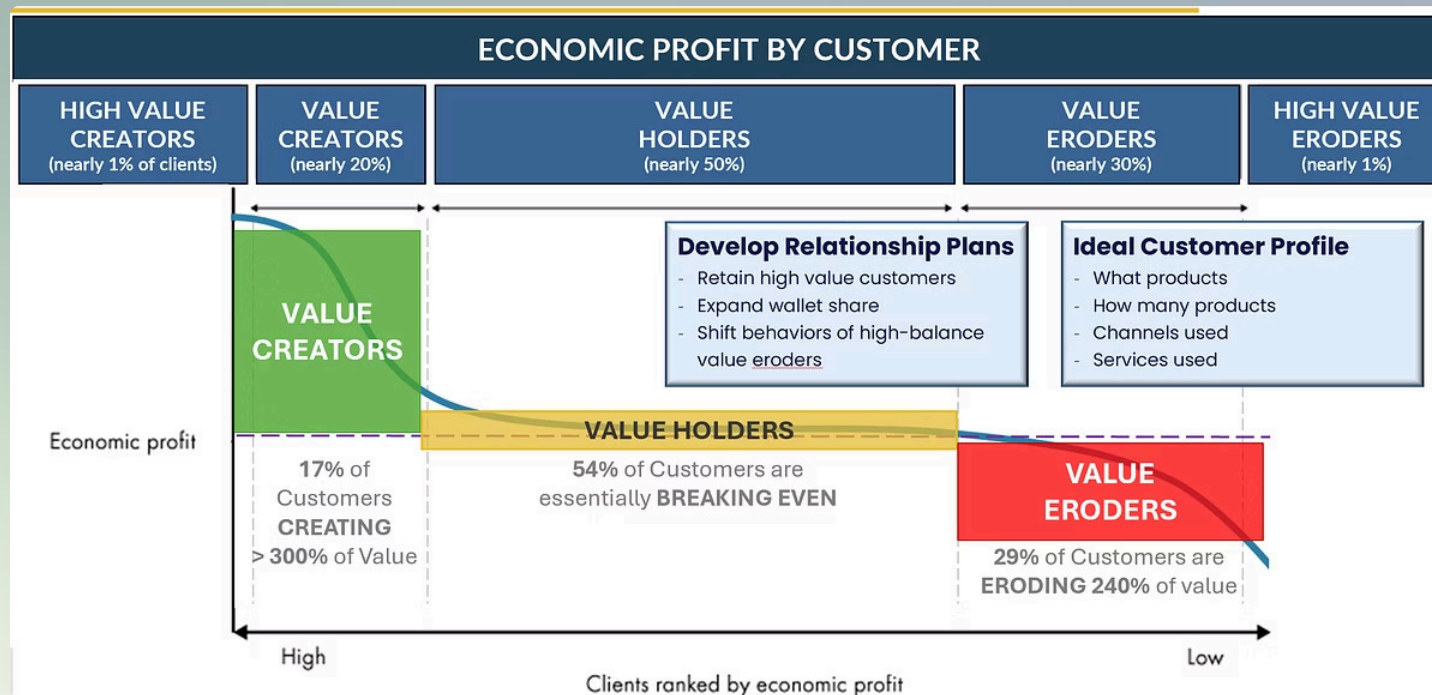 ECONOMIC PROFIT BY CUSTOMER
HIGH VALUE
CREATORS
(nearly 1% of clients)
VALUE
CREATORS
(nearly 20%)
VALUE
HOLDERS
(nearly 50%)
VALUE
ERODERS
(nearly 30%)
HIGH VALUE
ERODERS
(nearly 1%)
Develop Relationship Plans
- Retain high value customers
- Expand wallet share
- Shift behaviors of high-balance
value eroders
Ideal Customer Profile
- What products
- How many products
- Channels used
- Services used
VALUE
CREATORS
VALUE HOLDERS
VALUE
ERODERS
Economic profit
17% of
Customers
CREATING
> 300% of Value
54% of Customers are
essentially BREAKING EVEN
29% of Customers are
ERODING 240% of value
High
Low
Clients ranked by economic profit